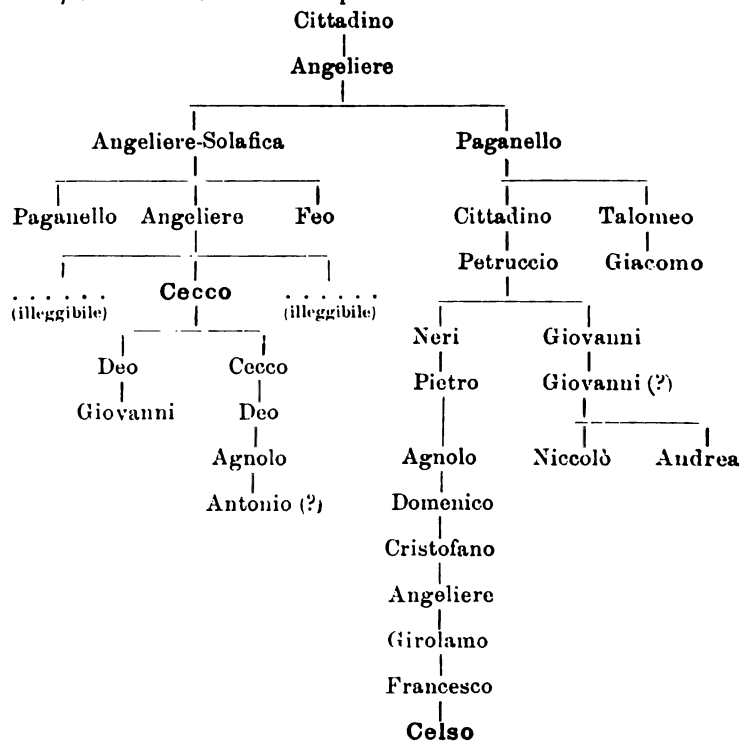 Cittadino
Angeliere
Angeliere-Solafica Paganello
Paganello Angeliere Feo Cittadino Talomeo
Petruccio Giacomo
. . . . . . Cecco . . . . . .
(illeggibile) (illeggibile)
Neri Giovanni
Deo Cecco
Pietro Giovanni (?)
Giovanni Deo
Agnolo Agnolo Niccolò Andrea
Antonio (?) Domenico
Cristofano
Angeliere
Girolamo
Francesco
Celso